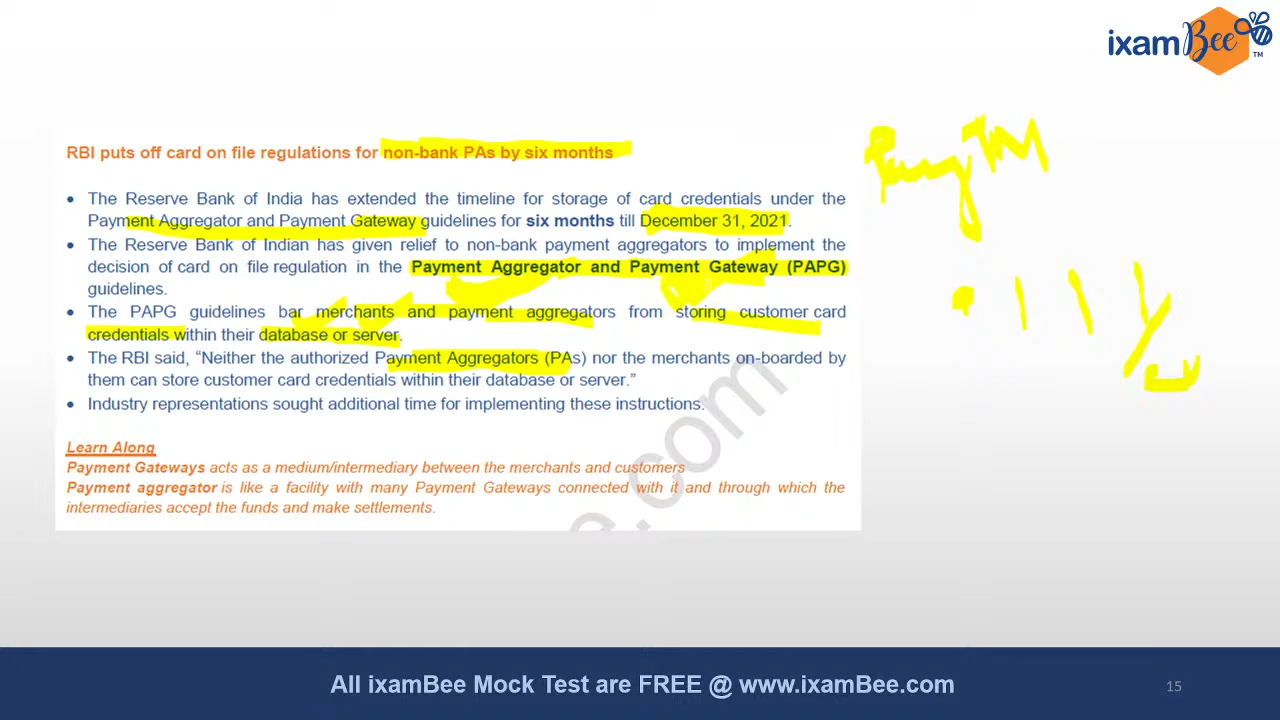 ixamBee
TM
RBI puts off card on file regulations for non-bank PAs by six months
PayTM
• The Reserve Bank of India has extended the timeline for storage of card credentials under the
Payment Aggregator and Payment Gateway guidelines for six months till December 31, 2021.
• The Reserve Bank of Indian has given relief to non-bank payment aggregators to implement the
decision of card on file regulation in the Payment Aggregator and Payment Gateway (PAPG)
guidelines.
• The PAPG guidelines bar merchants and payment aggregators from storing customer card
credentials within their database or server.
• The RBI said, “Neither the authorized Payment Aggregators (PAs) nor the merchants on-boarded by
them can store customer card credentials within their database or server.”
• Industry representations sought additional time for implementing these instructions.
Learn Along
Payment Gateways acts as a medium/intermediary between the merchants and customers
Payment aggregator is like a facility with many Payment Gateways connected with it and through which the
intermediaries accept the funds and make settlements.
e.com
All ixamBee Mock Test are FREE @ www.ixamBee.com
15